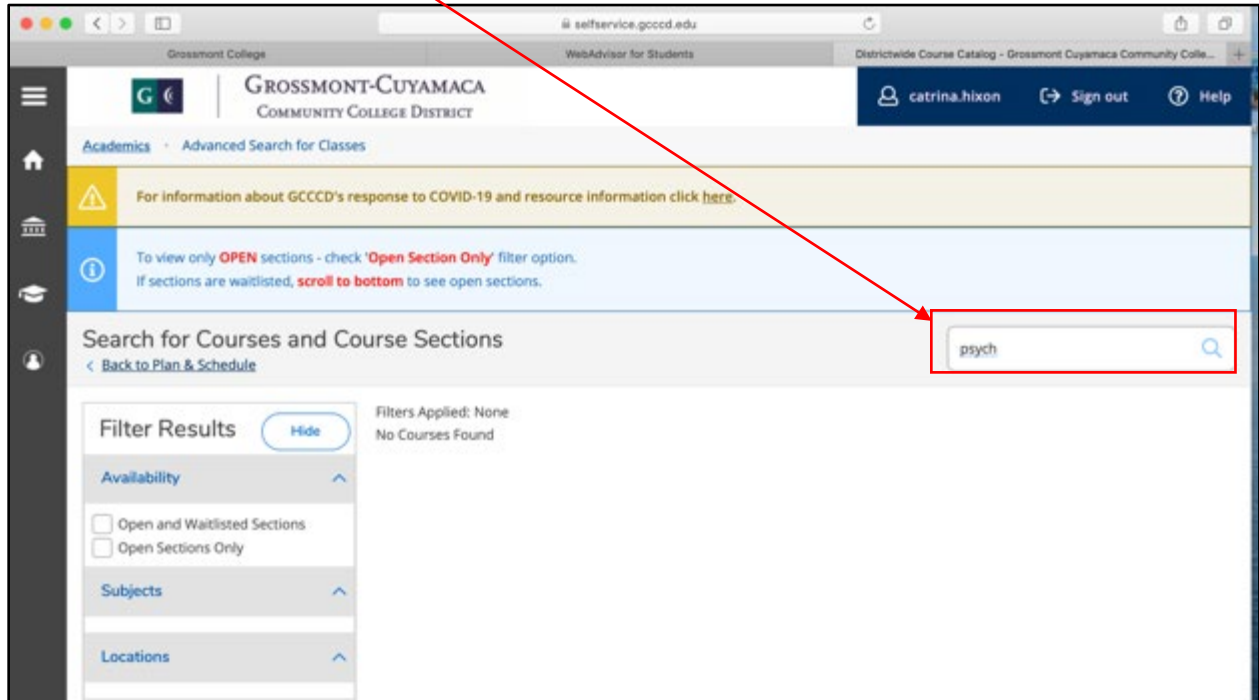 selfservice.gcccd.edu
Grossmont College
WebAdvisor for Students
Districtwide Course Catalog - Grossmont Cuyamaca Community Colle...
G
GROSSMONT-CUYAMACA
COMMUNITY COLLEGE DISTRICT
catrina.hixon
Sign out
Help
Academics · Advanced Search for Classes
For information about GCCCD's response to COVID-19 and resource information click here.
To view only OPEN sections - check 'Open Section Only' filter option.
If sections are waitlisted, scroll to bottom to see open sections.
Search for Courses and Course Sections
< Back to Plan & Schedule
psych
Filter Results
Hide
Filters Applied: None
No Courses Found
Availability
Open and Waitlisted Sections
Open Sections Only
Subjects
Locations